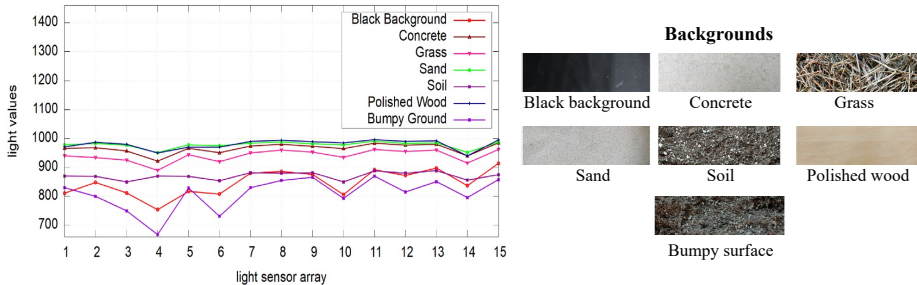 1400
1300
1200
1100
1000
900
800
700
light values
1 2 3 4 5 6 7 8 9 10 11 12 13 14 15
light sensor array
Black Background
Concrete
Grass
Sand
Soil
Polished Wood
Bumpy Ground
Backgrounds
Black background Concrete Grass
Sand Soil Polished wood
Bumpy surface